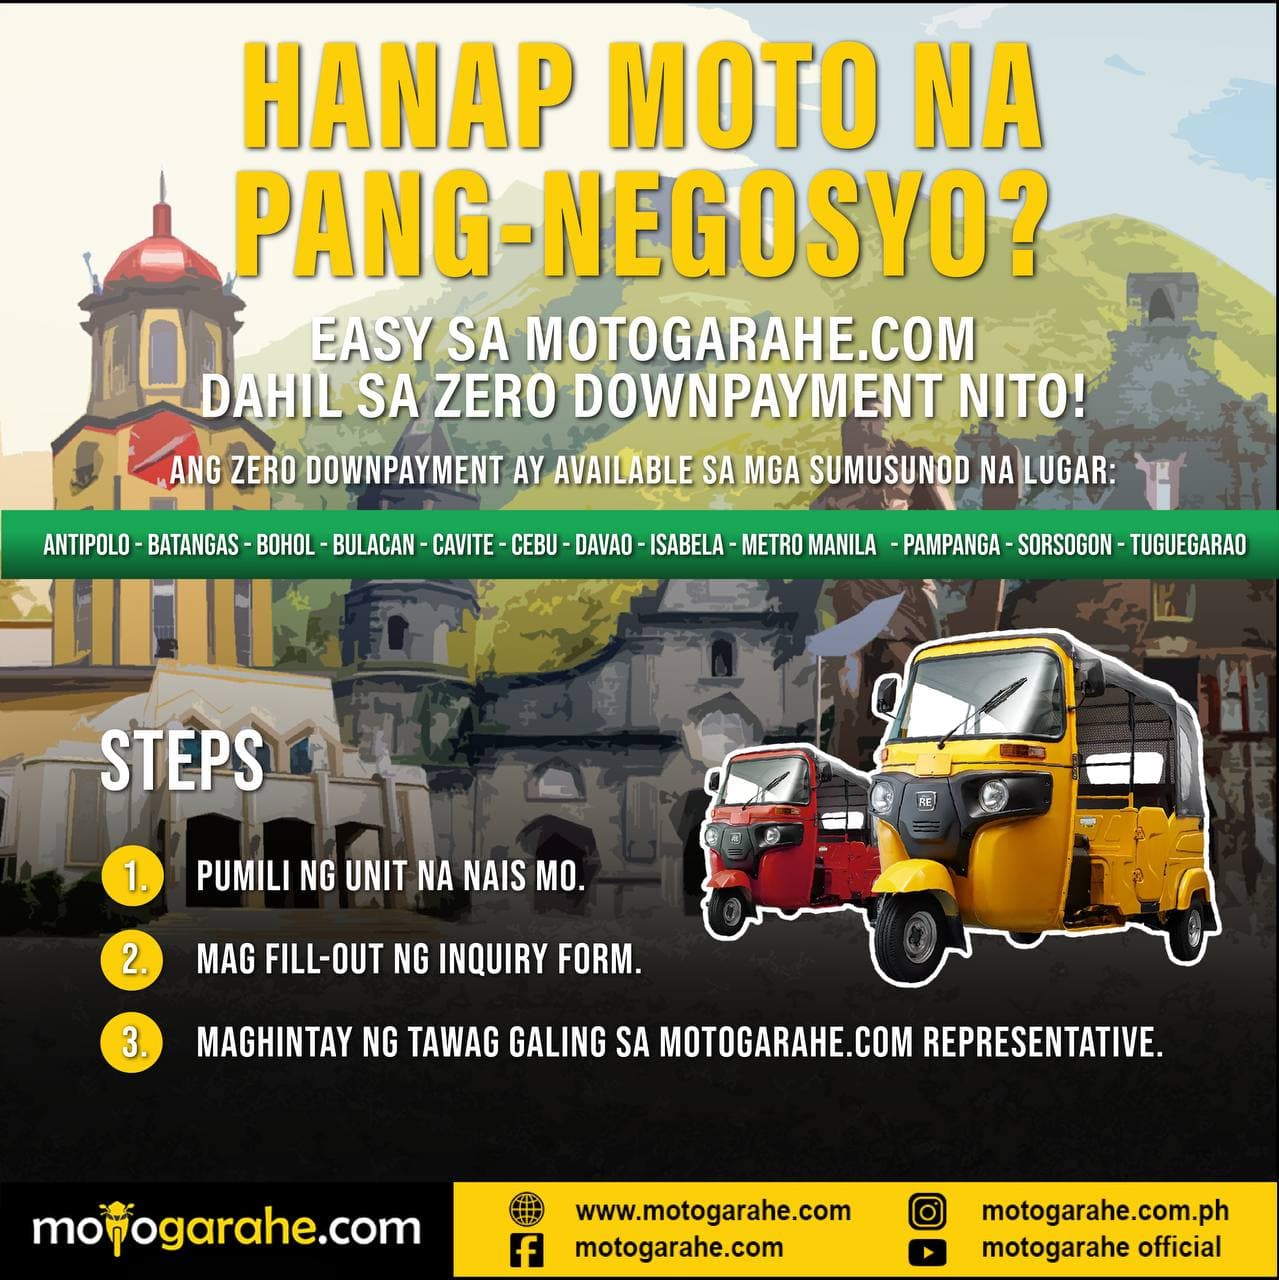 HANAP MOTO NA
PANG-NEGOSYO?
EASY SA MOTOGARAHE.COM
DAHIL SA ZERO DOWNPAYMENT NITO!
ANG ZERO DOWNPAYMENT AY AVAILABLE SA MGA SUMUSUNOD NA LUGAR:
ANTIPOLO - BATANGAS - BOHOL - BULACAN - CAVITE - CEBU - DAVAO - ISABELA - METRO MANILA - PAMPANGA - SORSOGON - TUGUEGARAO
STEPS
1. PUMILI NG UNIT NA NAIS MO.
2. MAG FILL-OUT NG INQUIRY FORM.
3. MAGHINTAY NG TAWAG GALING SA MOTOGARAHE.COM REPRESENTATIVE.
RE
RE
motogarahe.com
www.motogarahe.com
motogarahe.com
motogarahe.com.ph
motogarahe official